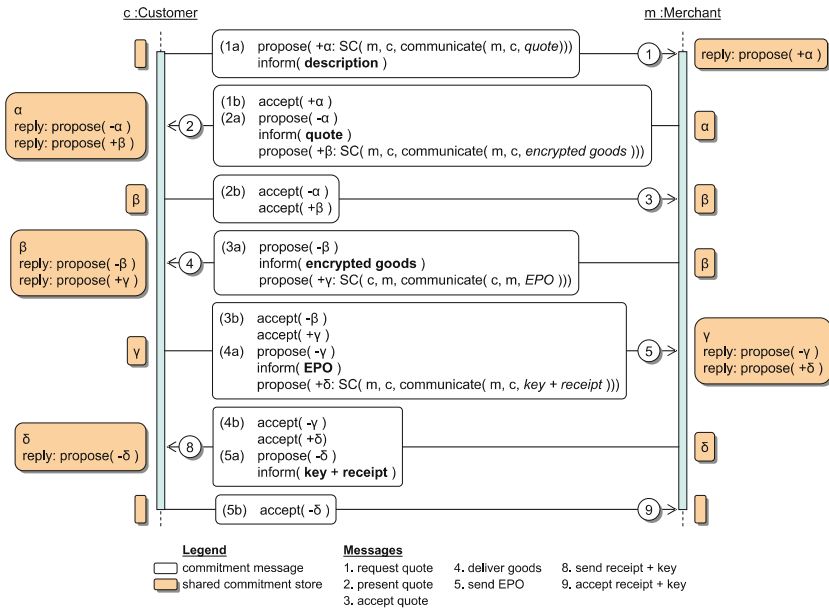 c :Customer
m :Merchant
(1a) propose( +α: SC( m, c, communicate( m, c, quote)))
inform( description )
1
reply: propose( +α )
α
reply: propose( -α )
reply: propose( +β )
2
(1b) accept( +α )
(2a) propose( -α )
inform( quote )
propose( +β: SC( m, c, communicate( m, c, encrypted goods )))
α
β
(2b) accept( -α )
accept( +β )
3
β
β
reply: propose( -β )
reply: propose( +γ )
4
(3a) propose( -β )
inform( encrypted goods )
propose( +γ: SC( c, m, communicate( c, m, EPO )))
β
γ
(3b) accept( -β )
accept( +γ )
(4a) propose( -γ )
inform( EPO )
propose( +δ: SC( m, c, communicate( m, c, key + receipt )))
5
γ
reply: propose( -γ )
reply: propose( +δ )
δ
reply: propose( -δ )
8
(4b) accept( -γ )
accept( +δ)
(5a) propose( -δ )
inform( key + receipt )
δ
(5b) accept( -δ )
9
Legend
commitment message
shared commitment store
Messages
1. request quote
2. present quote
3. accept quote
4. deliver goods
5. send EPO
8. send receipt + key
9. accept receipt + key